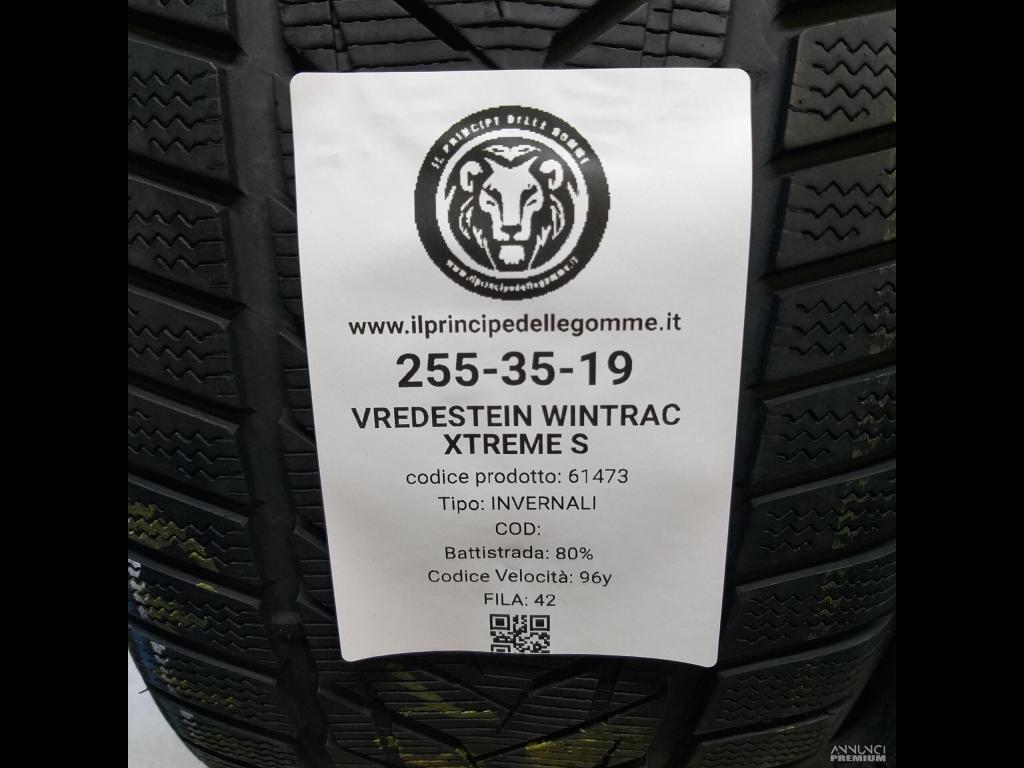 IL PRINCIPE DELLE GOMME
www.ilprincipedellegomme.it
www.ilprincipedellegomme.it
255-35-19
VREDESTEIN WINTRAC
XTREME S
codice prodotto: 61473
Tipo: INVERNALI
COD:
Battistrada: 80%
Codice Velocità: 96y
FILA: 42
ANNUNCI
PREMIUM